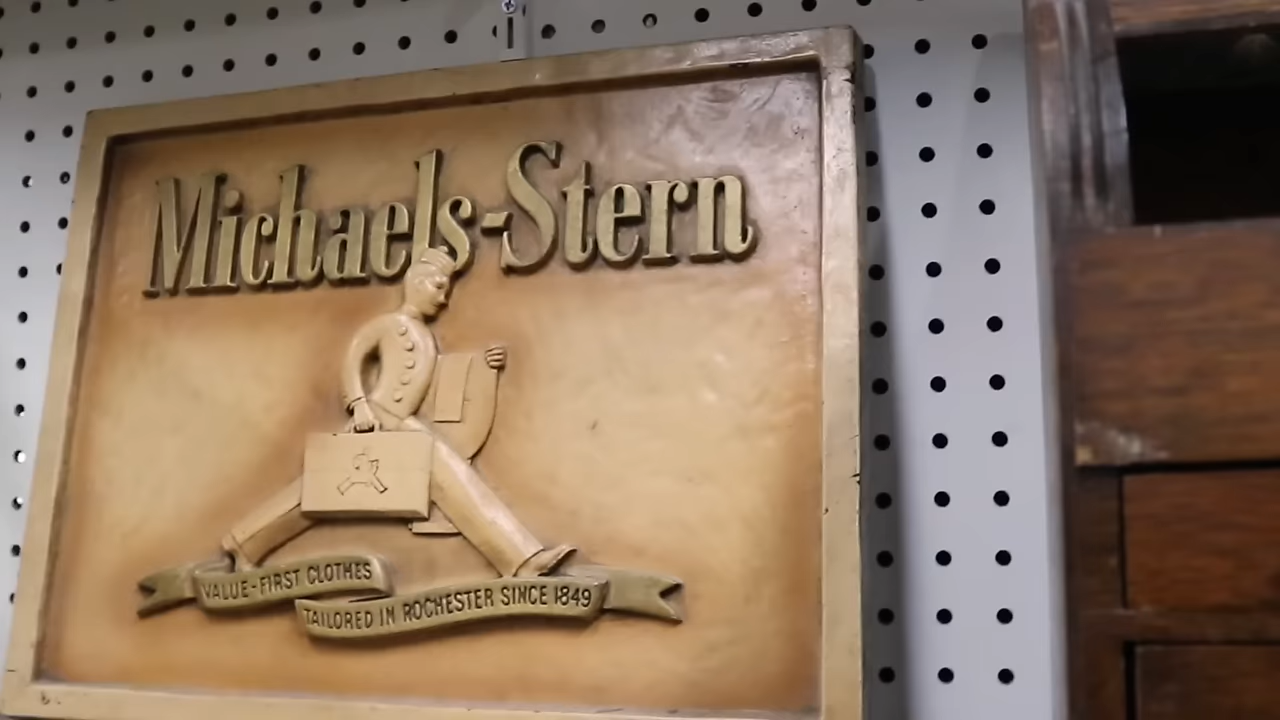 Michaels-Stern
VALUE-FIRST CLOTHES
TAILORED IN ROCHESTER SINCE 1849